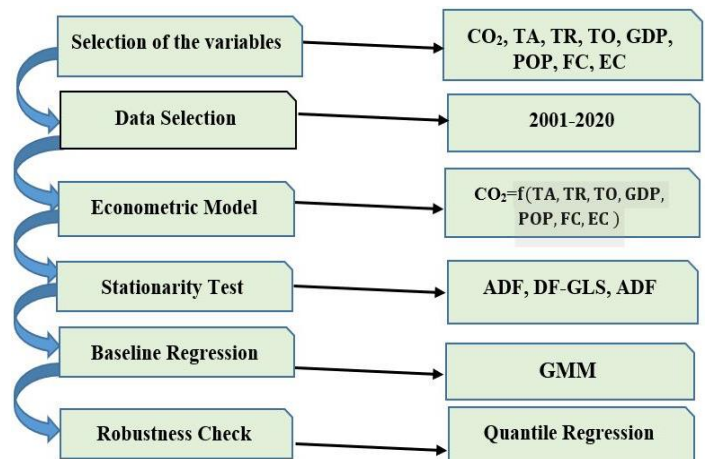 Selection of the variables
CO₂, TA, TR, TO, GDP,
POP, FC, EC
Data Selection
2001-2020
Econometric Model
CO₂=f(TA, TR, TO, GDP,
POP, FC, EC )
Stationarity Test
ADF, DF-GLS, ADF
Baseline Regression
GMM
Robustness Check
Quantile Regression